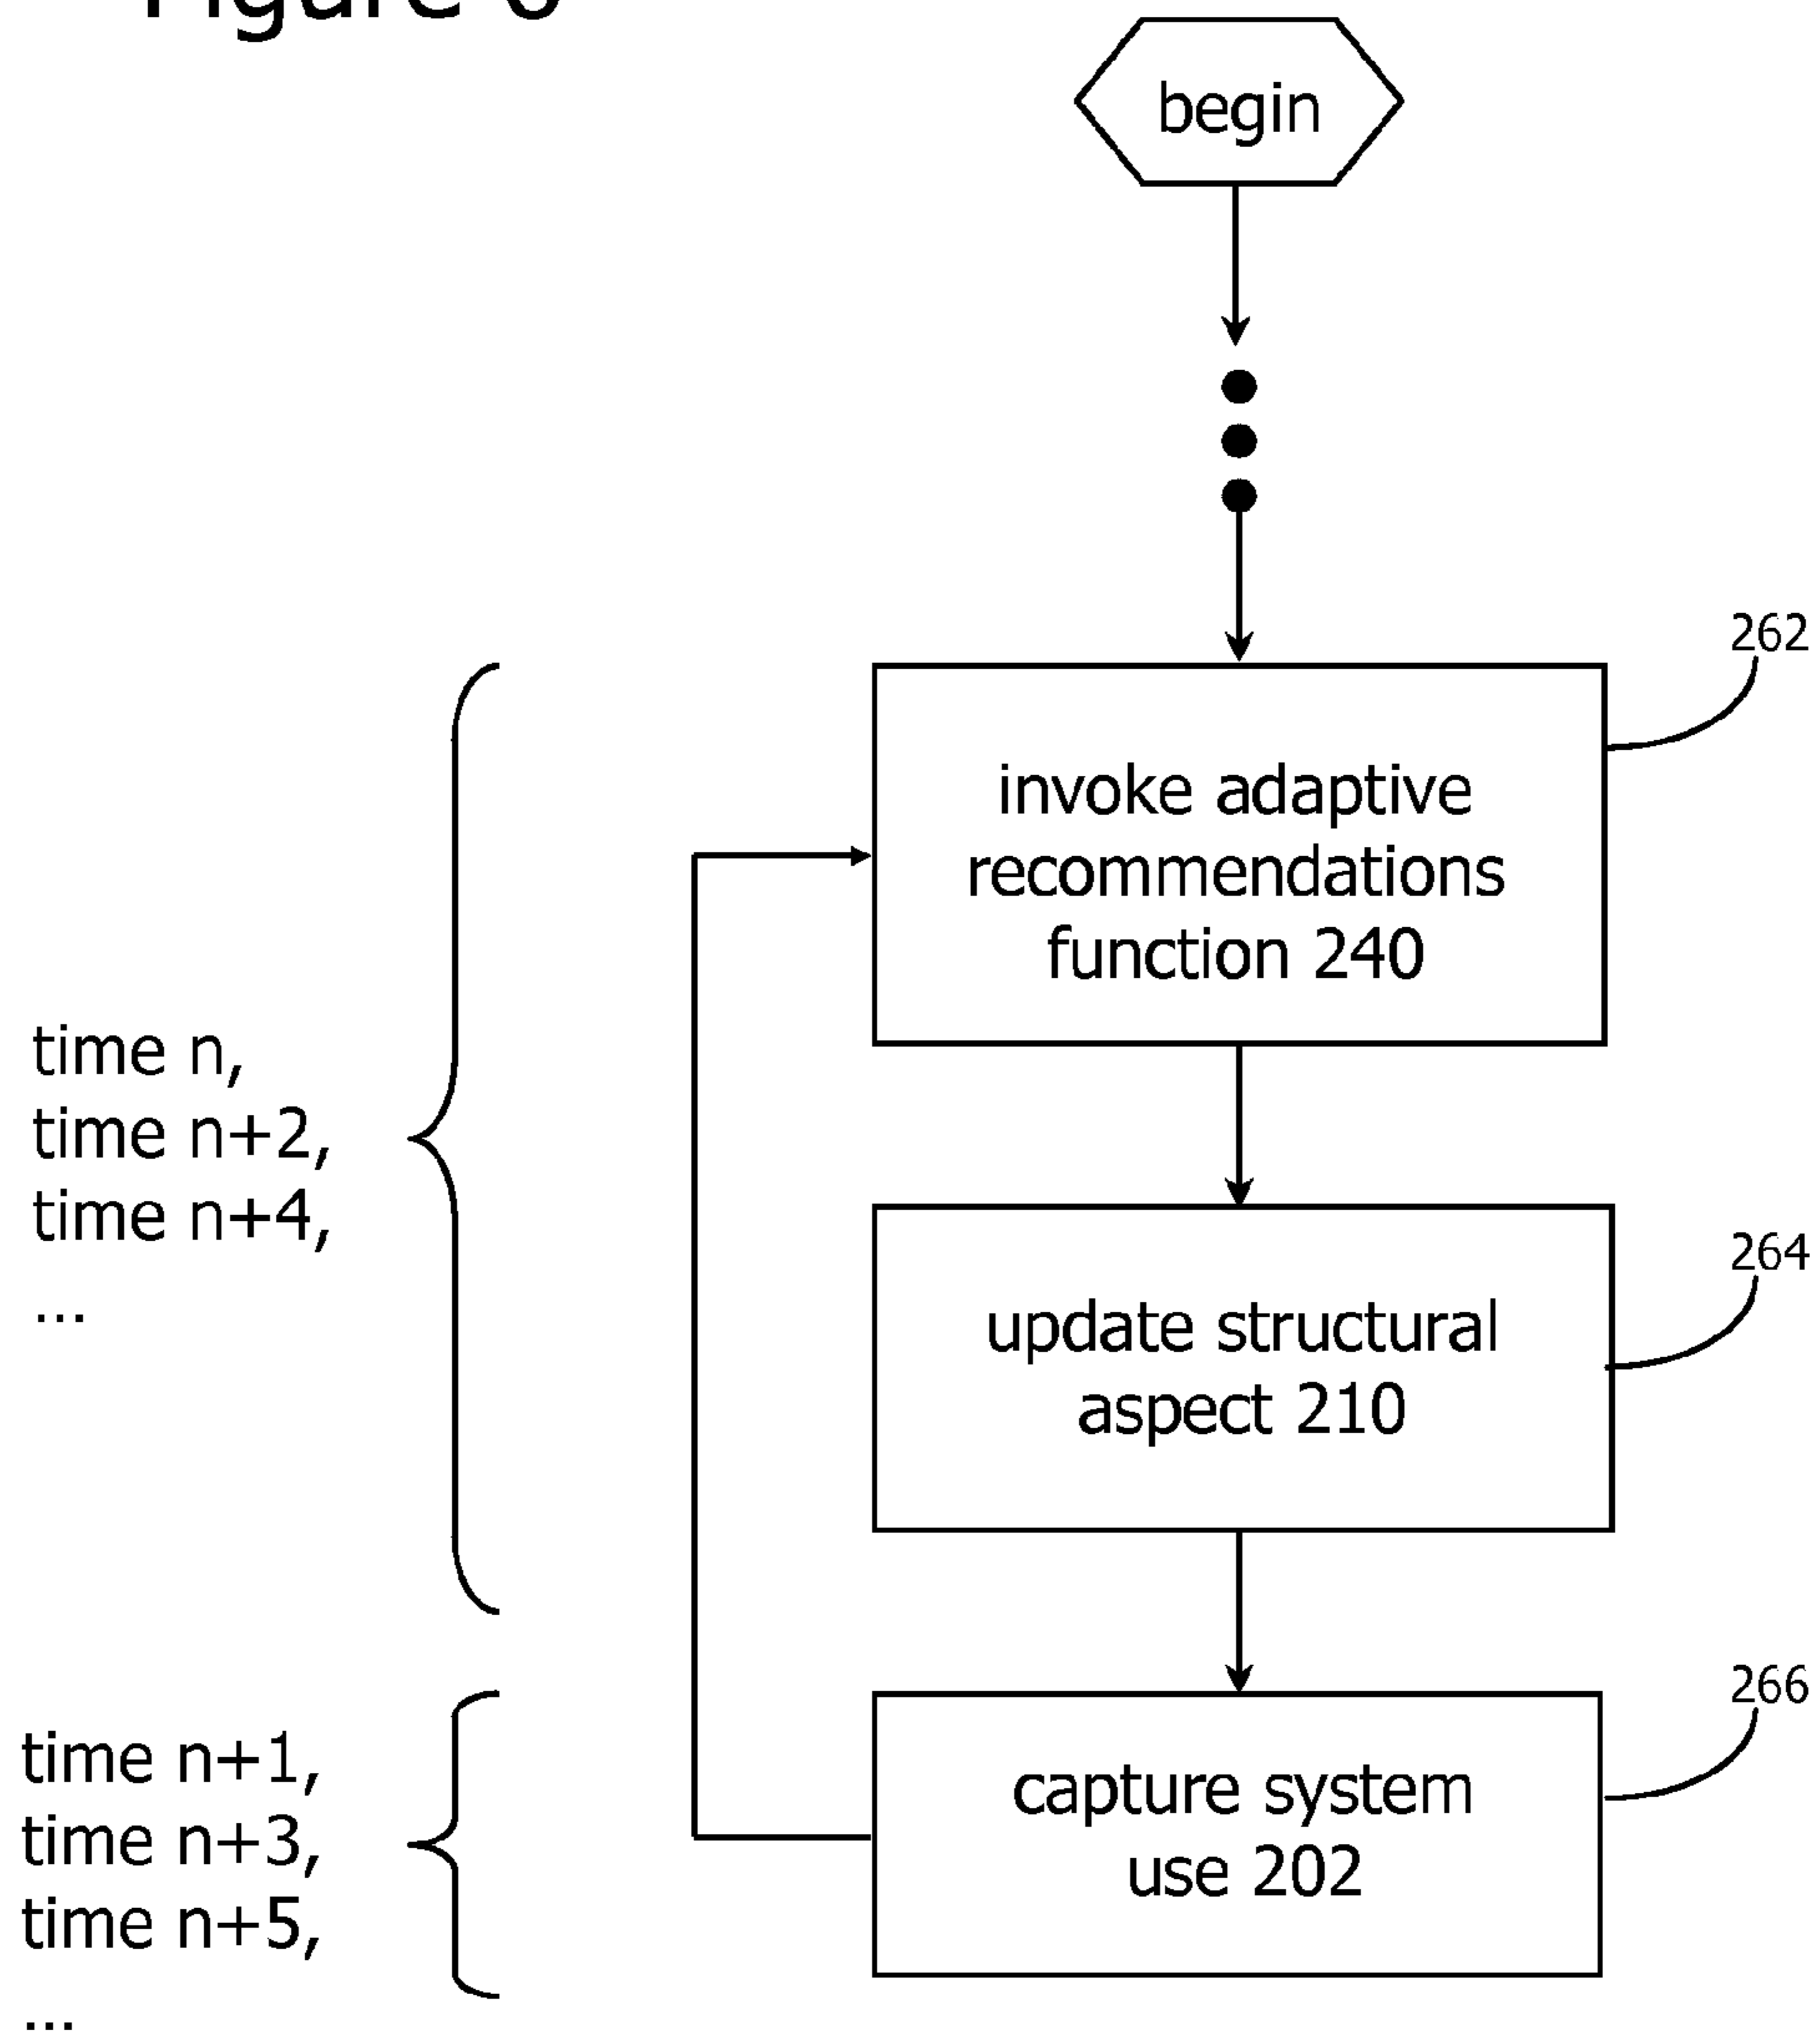 Figure
begin
262
invoke adaptive
recommendations
function 240
time n,
time n+2,
time n+4,
...
264
update structural
aspect 210
266
capture system
use 202
time n+1,
time n+3,
time n+5,
...